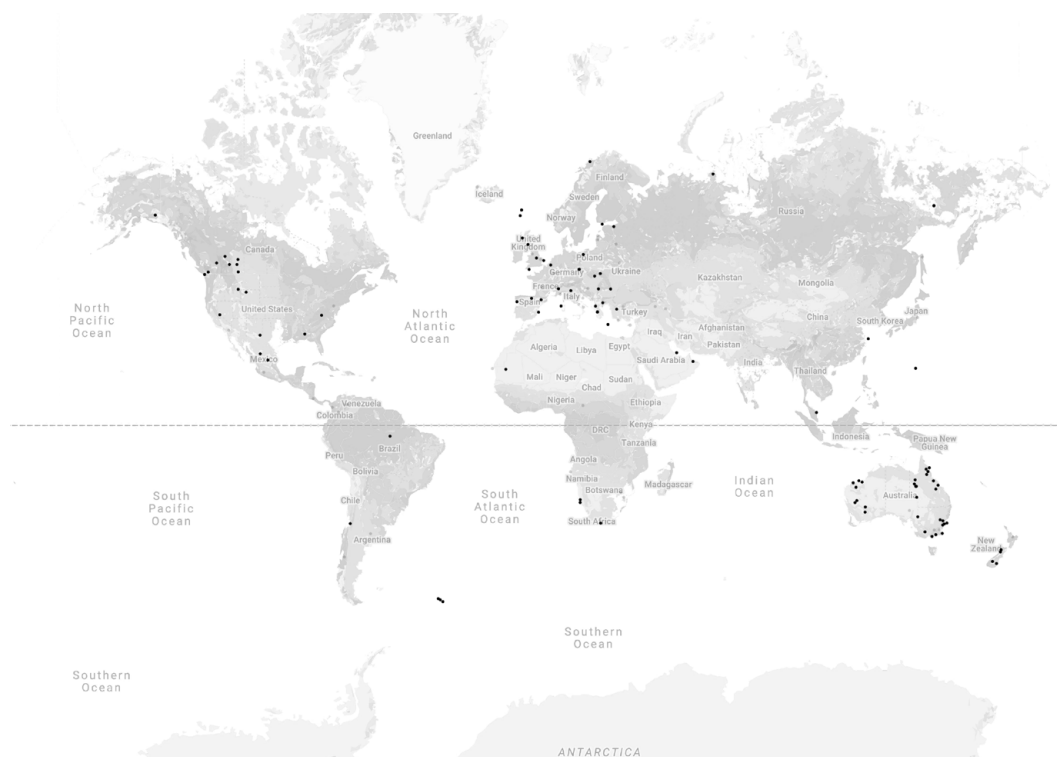 Greenland
Iceland
Finland
Sweden
Norway
Russia
United
Kingdom
Canada
Poland
Germany
Ukraine
France
Kazakhstan
Mongolia
North
Pacific
Ocean
United States
North
Atlantic
Ocean
Spain
Italy
Turkey
China
South Korea
Japan
Iraq
Iran
Afghanistan
Pakistan
Algeria
Libya
Egypt
Saudi Arabia
India
Mexico
Mali
Niger
Chad
Sudan
Thailand
Venezuela
Colombia
Nigeria
Ethiopia
DRC
Kenya
Indonesia
Papua New
Guinea
Brazil
Peru
Bolivia
Tanzania
Angola
Namibia
Botswana
Madagascar
Indian
Ocean
South
Pacific
Ocean
Chile
South
Atlantic
Ocean
Australia
South Africa
Argentina
New
Zealand
Southern
Ocean
Southern
Ocean
ANTARCTICA